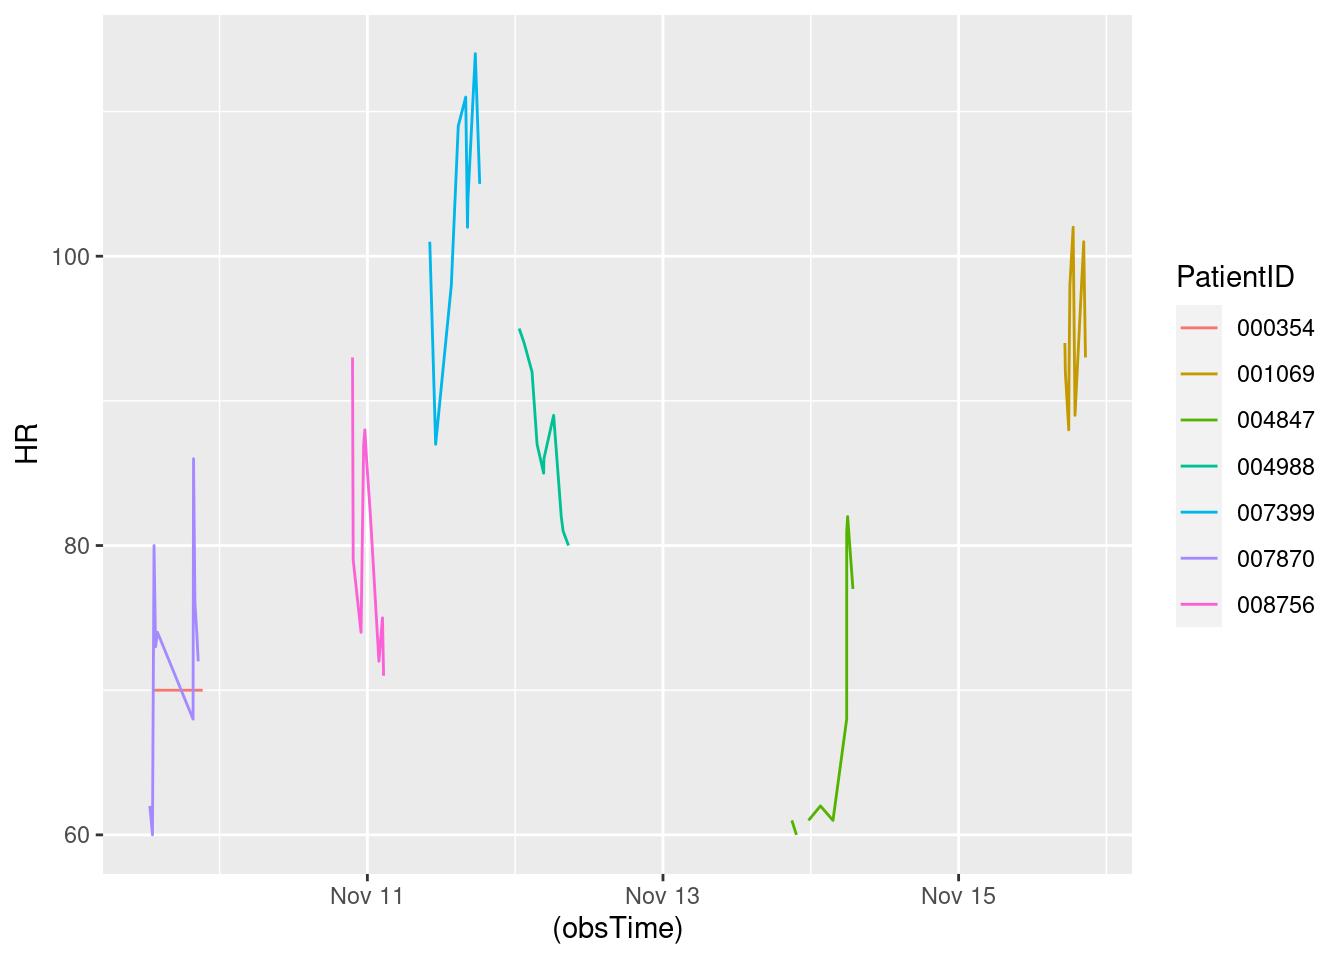 HR
100
80
60
Nov 11
Nov 13
Nov 15
(obsTime)
PatientID
000354
001069
004847
004988
007399
007870
008756